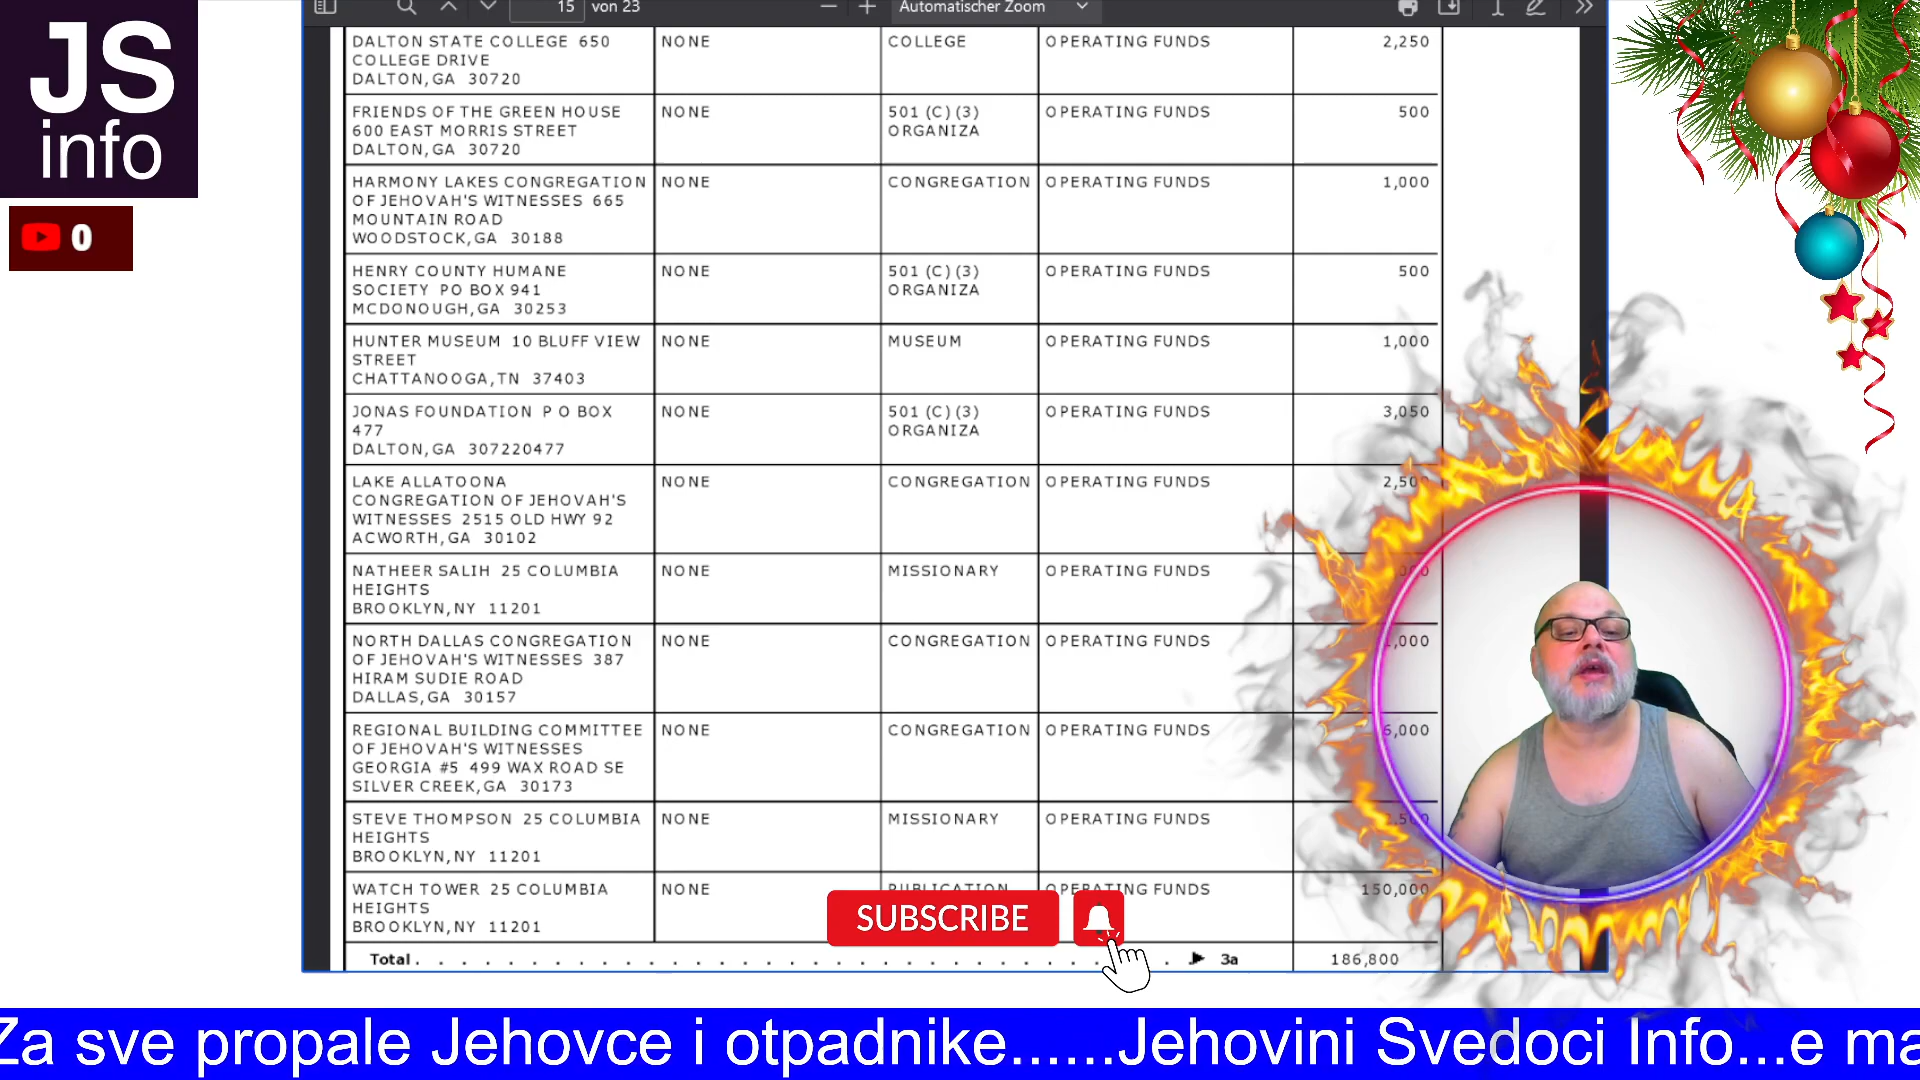 JS
info
0
15 von 23 Automatischer Zoom
DALTON STATE COLLEGE 650 NONE COLLEGE OPERATING FUNDS 2,250
COLLEGE DRIVE
DALTON,GA 30720
FRIENDS OF THE GREEN HOUSE NONE 501 (C) (3) OPERATING FUNDS 500
600 EAST MORRIS STREET ORGANIZA
DALTON,GA 30720
HARMONY LAKES CONGREGATION NONE CONGREGATION OPERATING FUNDS 1,000
OF JEHOVAH'S WITNESSES 665
MOUNTAIN ROAD
WOODSTOCK,GA 30188
HENRY COUNTY HUMANE NONE 501 (C) (3) OPERATING FUNDS 500
SOCIETY PO BOX 941 ORGANIZA
MCDONOUGH,GA 30253
HUNTER MUSEUM 10 BLUFF VIEW NONE MUSEUM OPERATING FUNDS 1,000
STREET
CHATTANOOGA,TN 37403
JONAS FOUNDATION P O BOX NONE 501 (C) (3) OPERATING FUNDS 3,050
477 ORGANIZA
DALTON,GA 307220477
LAKE ALLATOONA NONE CONGREGATION OPERATING FUNDS 2,500
CONGREGATION OF JEHOVAH'S
WITNESSES 2515 OLD HWY 92
ACWORTH,GA 30102
NATHEER SALIH 25 COLUMBIA NONE MISSIONARY OPERATING FUNDS
HEIGHTS
BROOKLYN,NY 11201
NORTH DALLAS CONGREGATION NONE CONGREGATION OPERATING FUNDS
OF JEHOVAH'S WITNESSES 387
HIRAM SUDIE ROAD
DALLAS,GA 30157
REGIONAL BUILDING COMMITTEE NONE CONGREGATION OPERATING FUNDS 6,000
OF JEHOVAH'S WITNESSES
GEORGIA #5 499 WAX ROAD SE
SILVER CREEK,GA 30173
STEVE THOMPSON 25 COLUMBIA NONE MISSIONARY OPERATING FUNDS
HEIGHTS
BROOKLYN,NY 11201
WATCH TOWER 25 COLUMBIA NONE PUBLICATION OPERATING FUNDS 150,000
HEIGHTS
BROOKLYN,NY 11201
SUBSCRIBE
Total . . . . . . . . . . . . . . . . . . . . . . . . . . . 3a 186,800
Za sve propale Jehovce i otpadnike......Jehovini Svedoci Info...e ma